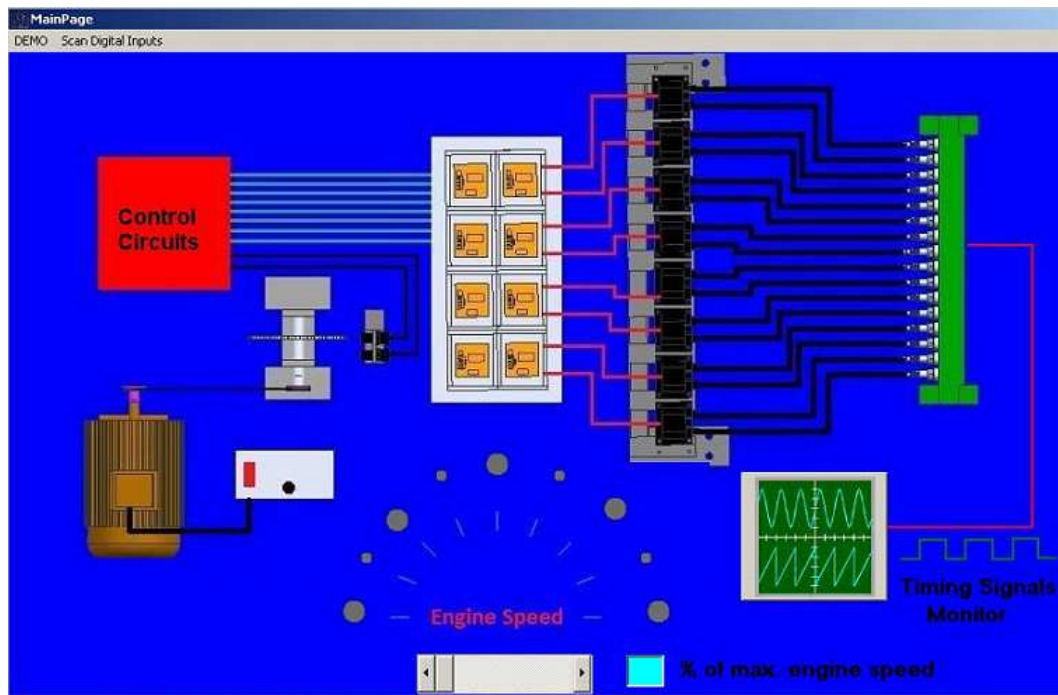 MainPage
DEMO Scan Digital Inputs
Control
Circuits
Engine Speed
Timing Signals
Monitor
% of max. engine speed